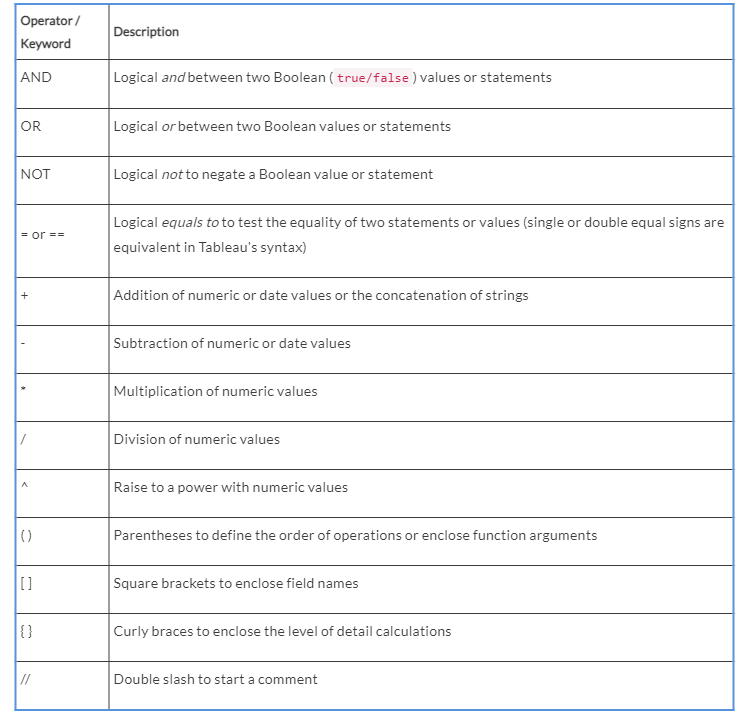 Operator /
Keyword
Description
AND
Logical and between two Boolean ( true/false ) values or statements
OR
Logical or between two Boolean values or statements
NOT
Logical not to negate a Boolean value or statement
= or ==
Logical equals to to test the equality of two statements or values (single or double equal signs are
equivalent in Tableau's syntax)
+
Addition of numeric or date values or the concatenation of strings
-
Subtraction of numeric or date values
*
Multiplication of numeric values
/
Division of numeric values
^
Raise to a power with numeric values
( )
Parentheses to define the order of operations or enclose function arguments
[ ]
Square brackets to enclose field names
{ }
Curly braces to enclose the level of detail calculations
//
Double slash to start a comment